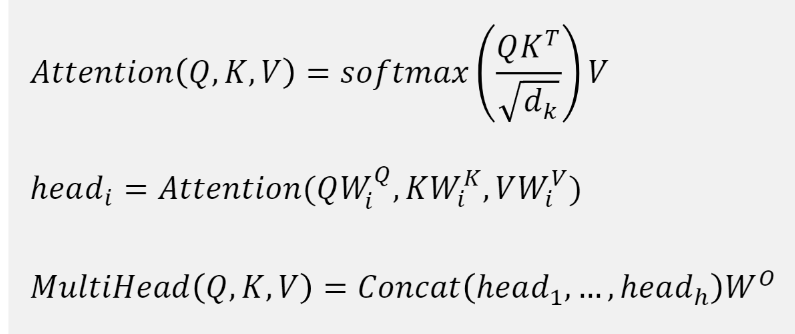 Attention(Q, K, V) = softmax(QK^T / √d_k)V
head_i = Attention(QW_i^Q, KW_i^K, VW_i^V)
MultiHead(Q, K, V) = Concat(head_1, ..., head_h)W^O